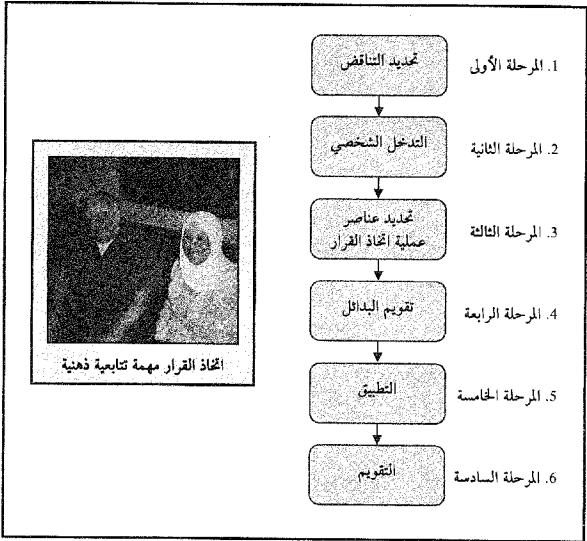 1. المرحلة الأولى
تحديد التناقض
2. المرحلة الثانية
التدخل الشخصي
3. المرحلة الثالثة
تحديد عناصر
عملية اتخاذ القرار
4. المرحلة الرابعة
تقويم البدائل
5. المرحلة الخامسة
التطبيق
6. المرحلة السادسة
التقويم
اتخاذ القرار مهمة تتابعية ذهنية